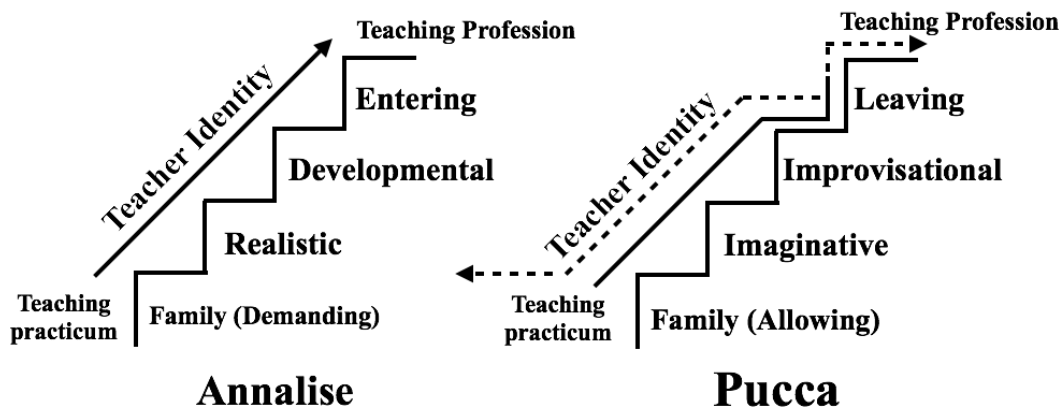 Teaching Profession
Entering
Teacher Identity
Developmental
Realistic
Teaching
practicum
Family (Demanding)
Annalise
Teaching Profession
Leaving
Teacher Identity
Improvisational
Imaginative
Teaching
practicum
Family (Allowing)
Pucca